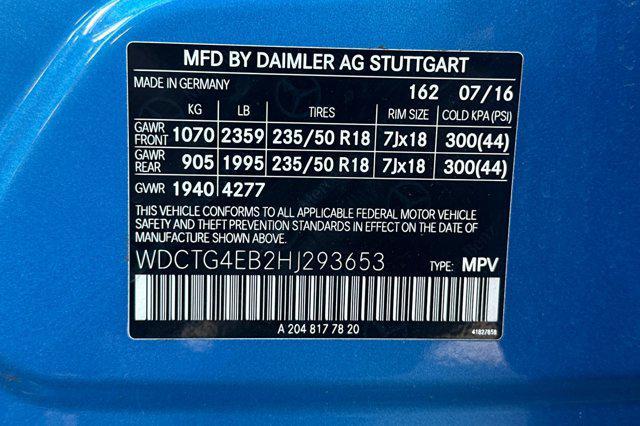 MFD BY DAIMLER AG STUTTGART
MADE IN GERMANY 162 07/16
KG LB TIRES RIM SIZE COLD KPA (PSI)
GAWR FRONT 1070 2359 235/50 R18 7Jx18 300(44)
GAWR REAR 905 1995 235/50 R18 7Jx18 300(44)
GVWR 1940 4277
THIS VEHICLE CONFORMS TO ALL APPLICABLE FEDERAL MOTOR VEHICLE
SAFETY AND THEFT PREVENTION STANDARDS IN EFFECT ON THE DATE
OF MANUFACTURE SHOWN ABOVE.
WDCTG4EB2HJ293653 TYPE: MPV
A 204 817 78 20 4182/858